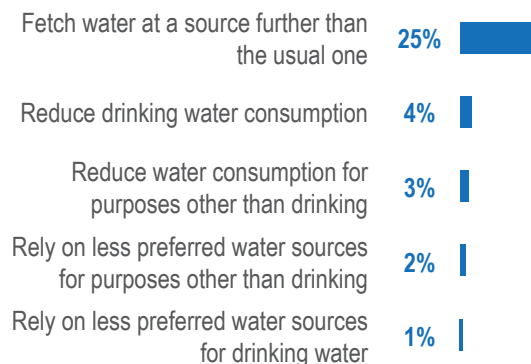 Fetch water at a source further than
the usual one
25%
Reduce drinking water consumption
4%
Reduce water consumption for
purposes other than drinking
3%
Rely on less preferred water sources
for purposes other than drinking
2%
Rely on less preferred water sources
for drinking water
1%